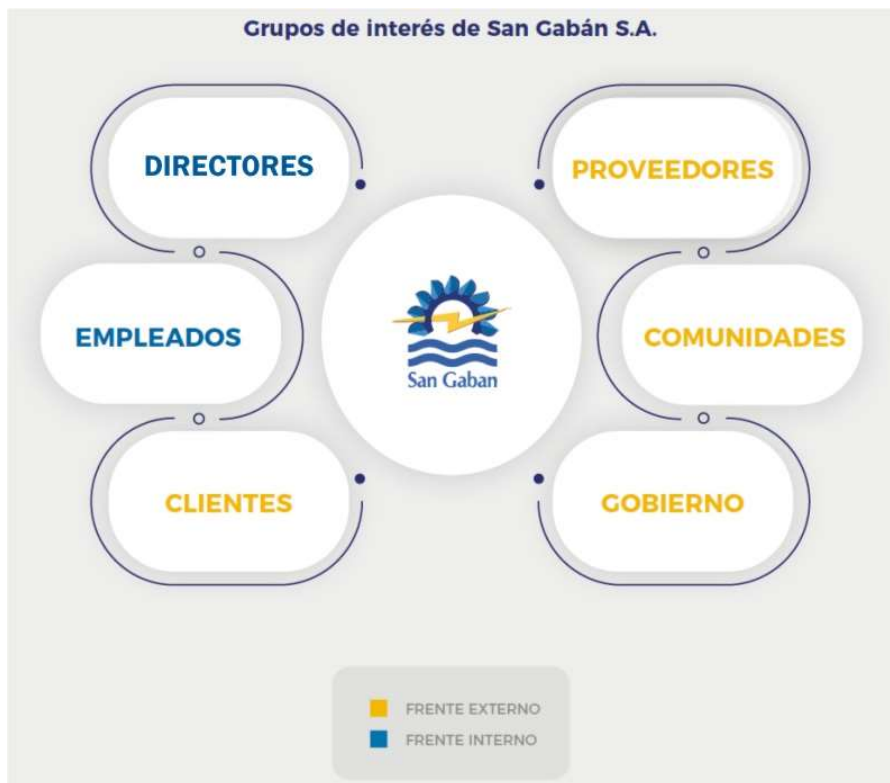 Grupos de interés de San Gabán S.A.
DIRECTORES
PROVEEDORES
EMPLEADOS
San Gaban
COMUNIDADES
CLIENTES
GOBIERNO
FRENTE EXTERNO
FRENTE INTERNO